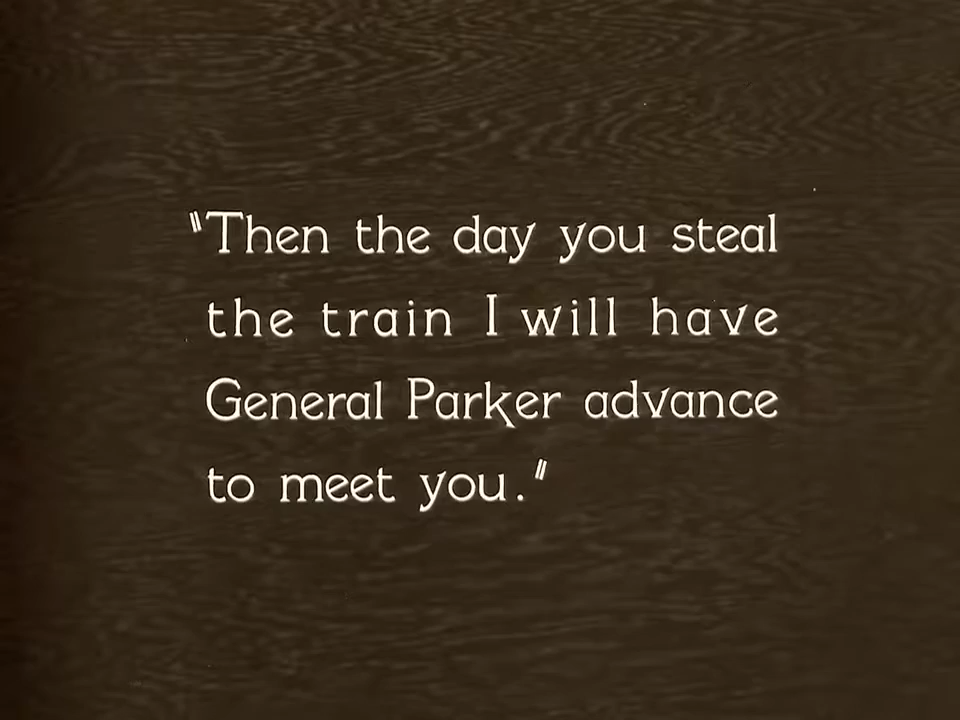 "Then the day you steal
the train I will have
General Parker advance
to meet you."